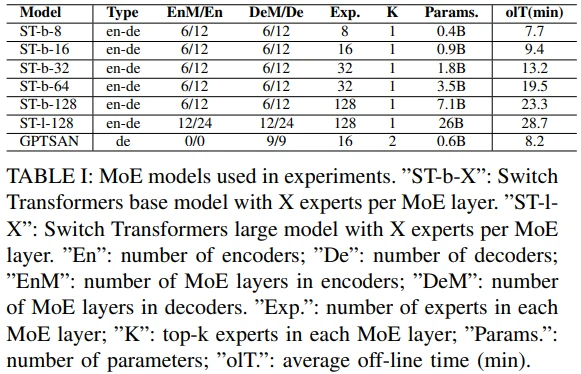 Model Type EnM/En DeM/De Exp. K Params. olT(min)
ST-b-8 en-de 6/12 6/12 8 1 0.4B 7.7
ST-b-16 en-de 6/12 6/12 16 1 0.9B 9.4
ST-b-32 en-de 6/12 6/12 32 1 1.8B 13.2
ST-b-64 en-de 6/12 6/12 32 1 3.5B 19.5
ST-b-128 en-de 6/12 6/12 128 1 7.1B 23.3
ST-l-128 en-de 12/24 12/24 128 1 26B 28.7
GPTSAN de 0/0 9/9 16 2 0.6B 8.2
TABLE I: MoE models used in experiments. ”ST-b-X”: Switch
Transformers base model with X experts per MoE layer. ”ST-l-
X”: Switch Transformers large model with X experts per MoE
layer. ”En”: number of encoders; ”De”: number of decoders;
”EnM”: number of MoE layers in encoders; ”DeM”: number
of MoE layers in decoders. ”Exp.”: number of experts in each
MoE layer; ”K”: top-k experts in each MoE layer; ”Params.”:
number of parameters; ”olT.”: average off-line time (min).